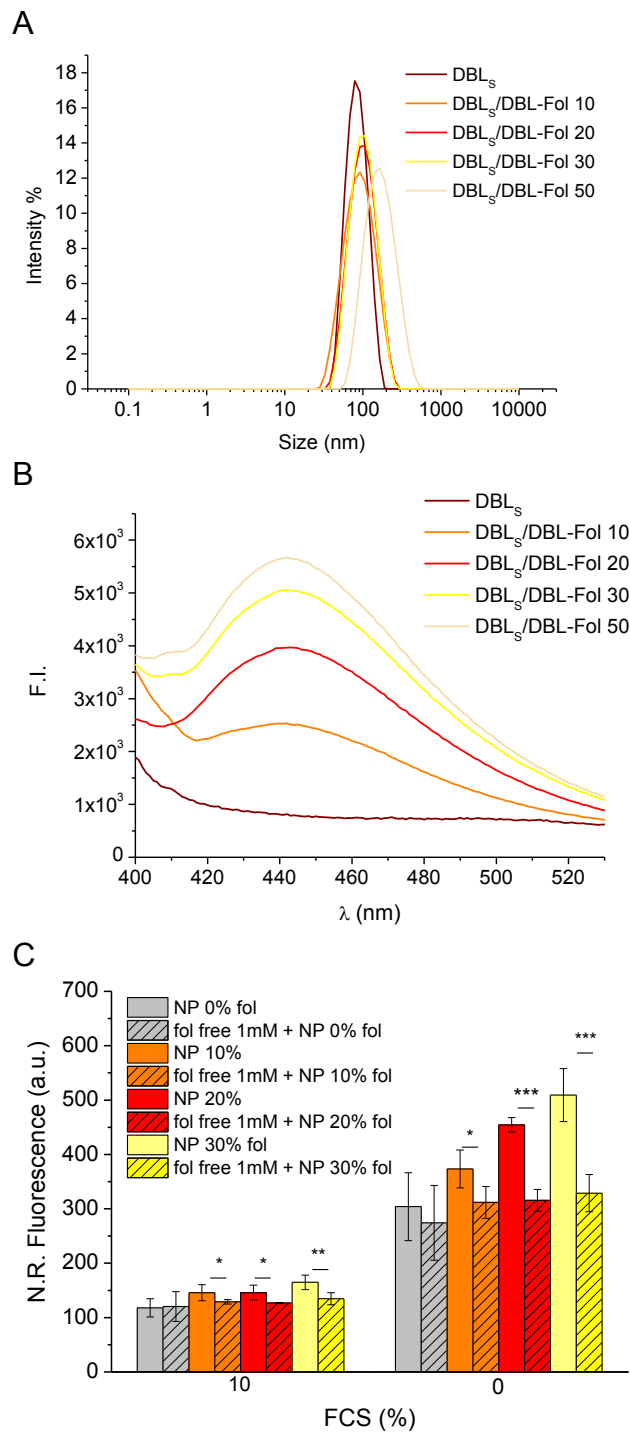 A
18
16
14
12
10
8
6
4
2
0
Intensity %
0.1 1 10 100 1000 10000
Size (nm)
DBLS
DBLS/DBL-Fol 10
DBLS/DBL-Fol 20
DBLS/DBL-Fol 30
DBLS/DBL-Fol 50
B
6x10³
5x10³
4x10³
3x10³
2x10³
1x10³
0
F.I.
400 420 440 460 480 500 520
λ (nm)
DBLS
DBLS/DBL-Fol 10
DBLS/DBL-Fol 20
DBLS/DBL-Fol 30
DBLS/DBL-Fol 50
C
700
600
500
400
300
200
100
0
N.R. Fluorescence (a.u.)
NP 0% fol
fol free 1mM + NP 0% fol
NP 10%
fol free 1mM + NP 10% fol
NP 20%
fol free 1mM + NP 20% fol
NP 30% fol
fol free 1mM + NP 30% fol
* * ** * *** ***
10 0
FCS (%)